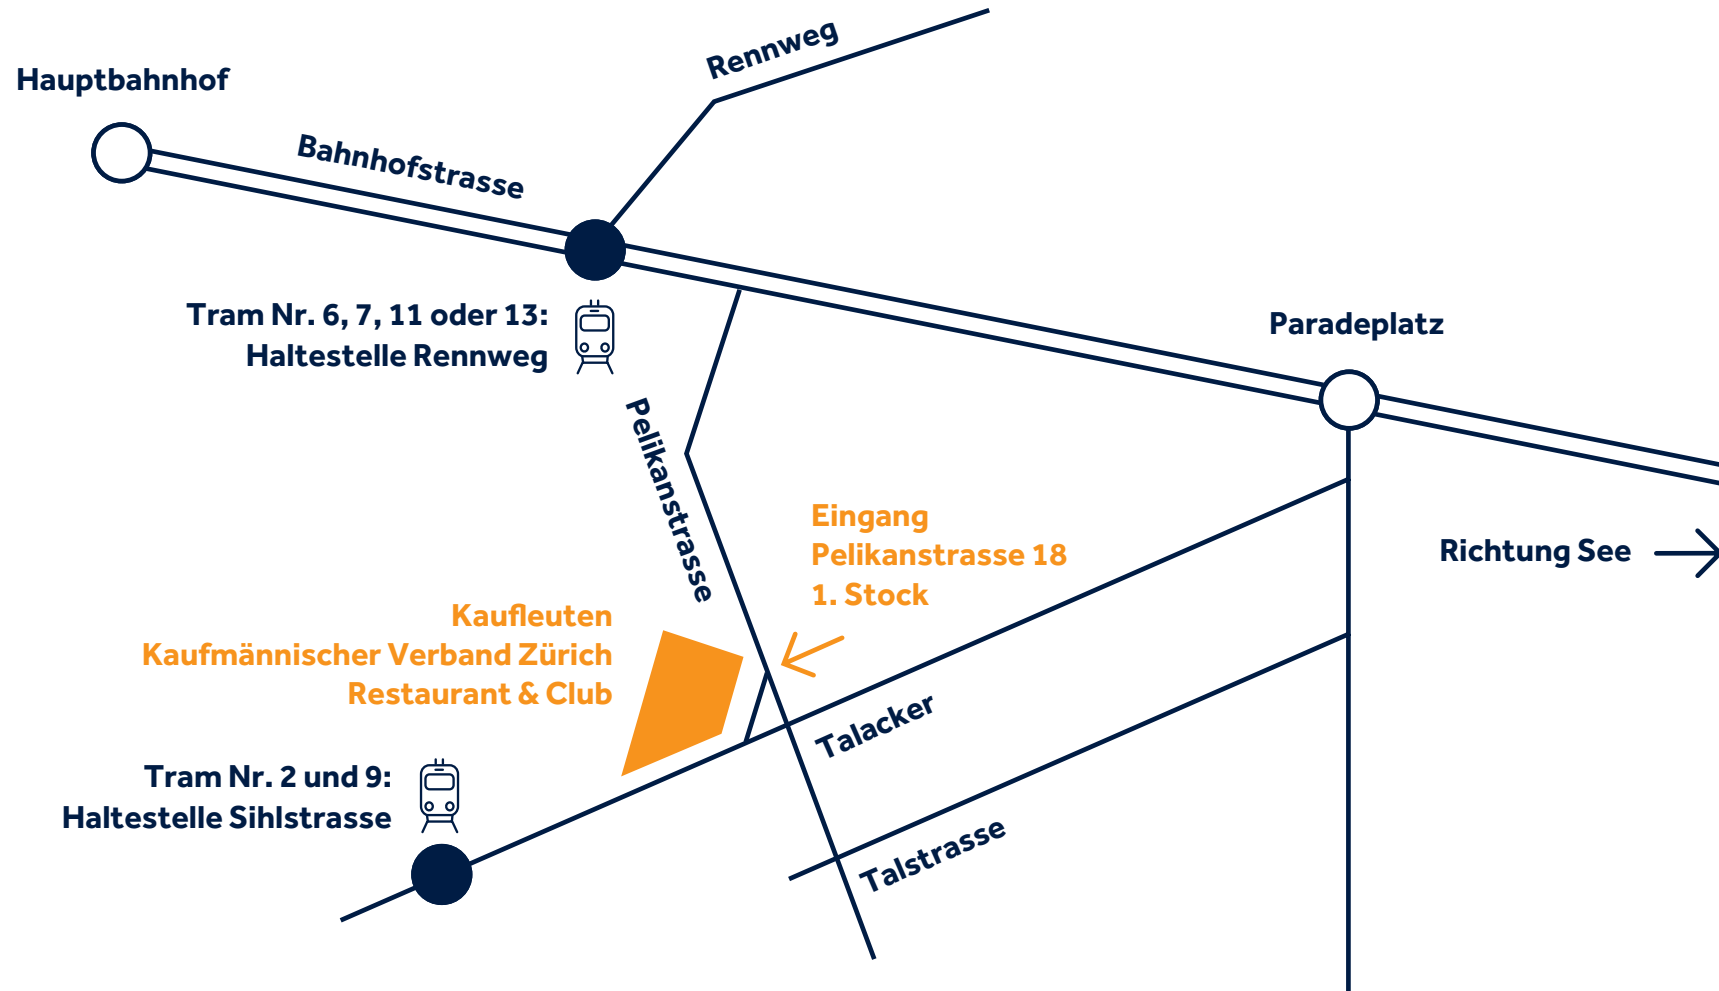 Rennweg
Hauptbahnhof
Bahnhofstrasse
Tram Nr. 6, 7, 11 oder 13:
Haltestelle Rennweg
Paradeplatz
Pelikanstrasse
Eingang
Pelikanstrasse 18
1. Stock
Richtung See
Kaufleuten
Kaufmännischer Verband Zürich
Restaurant & Club
Talacker
Tram Nr. 2 und 9:
Haltestelle Sihlstrasse
Talstrasse